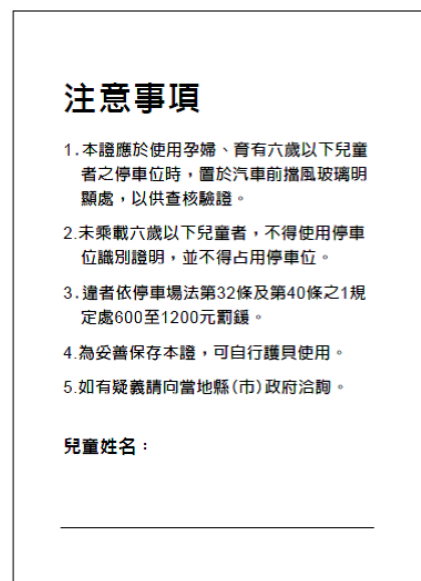 注意事項
1.本證應於使用孕婦、育有六歲以下兒童
者之停車位時，置於汽車前擋風玻璃明
顯處，以供查核驗證。
2.未乘載六歲以下兒童者，不得使用停車
位識別證明，並不得占用停車位。
3.違者依停車場法第32條及第40條之1規
定處600至1200元罰鍰。
4.為妥善保存本證，可自行護貝使用。
5.如有疑義請向當地縣(市)政府洽詢。
兒童姓名：